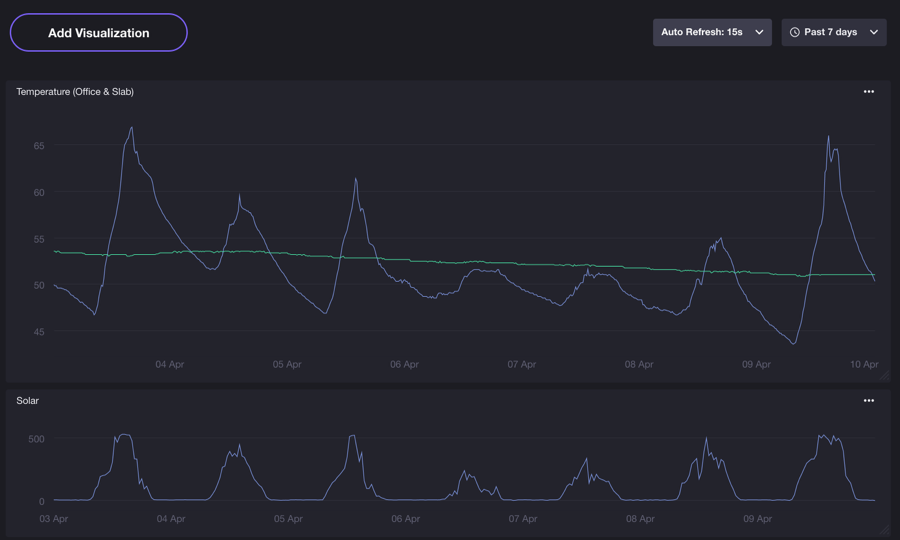 Add Visualization
Auto Refresh: 15s
Past 7 days
Temperature (Office & Slab)
65
60
55
50
45
04 Apr 05 Apr 06 Apr 07 Apr 08 Apr 09 Apr 10 Apr
Solar
500
0
03 Apr 04 Apr 05 Apr 06 Apr 07 Apr 08 Apr 09 Apr